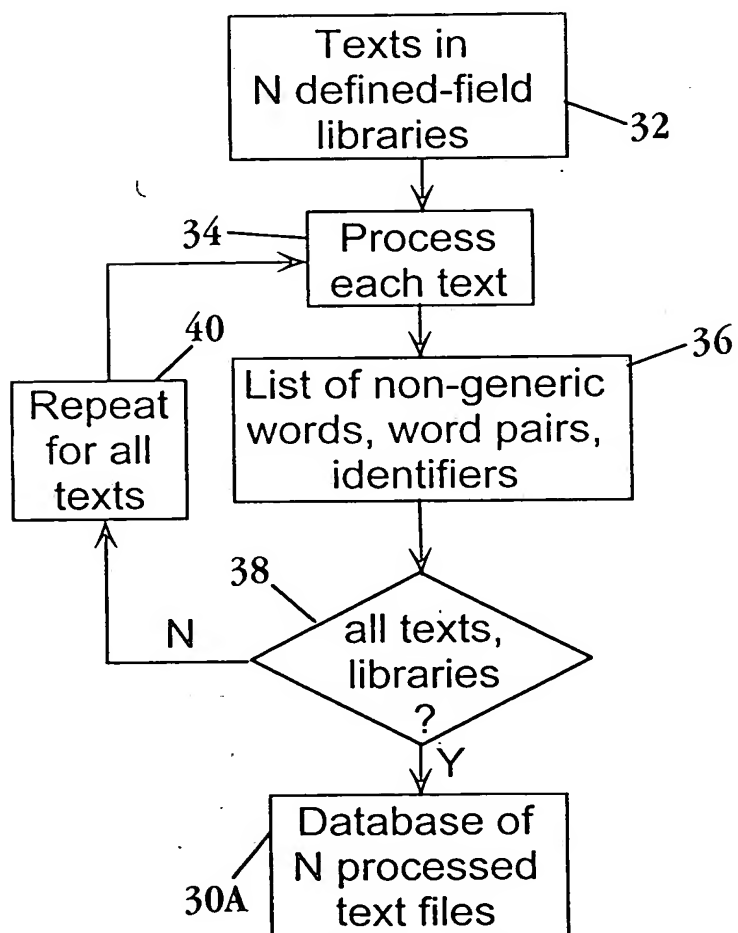 Texts in
N defined-field
libraries
32
34
Process
each text
40
36
Repeat
for all
texts
List of non-generic
words, word pairs,
identifiers
38
N
all texts,
libraries
?
Y
Database of
N processed
text files
30A